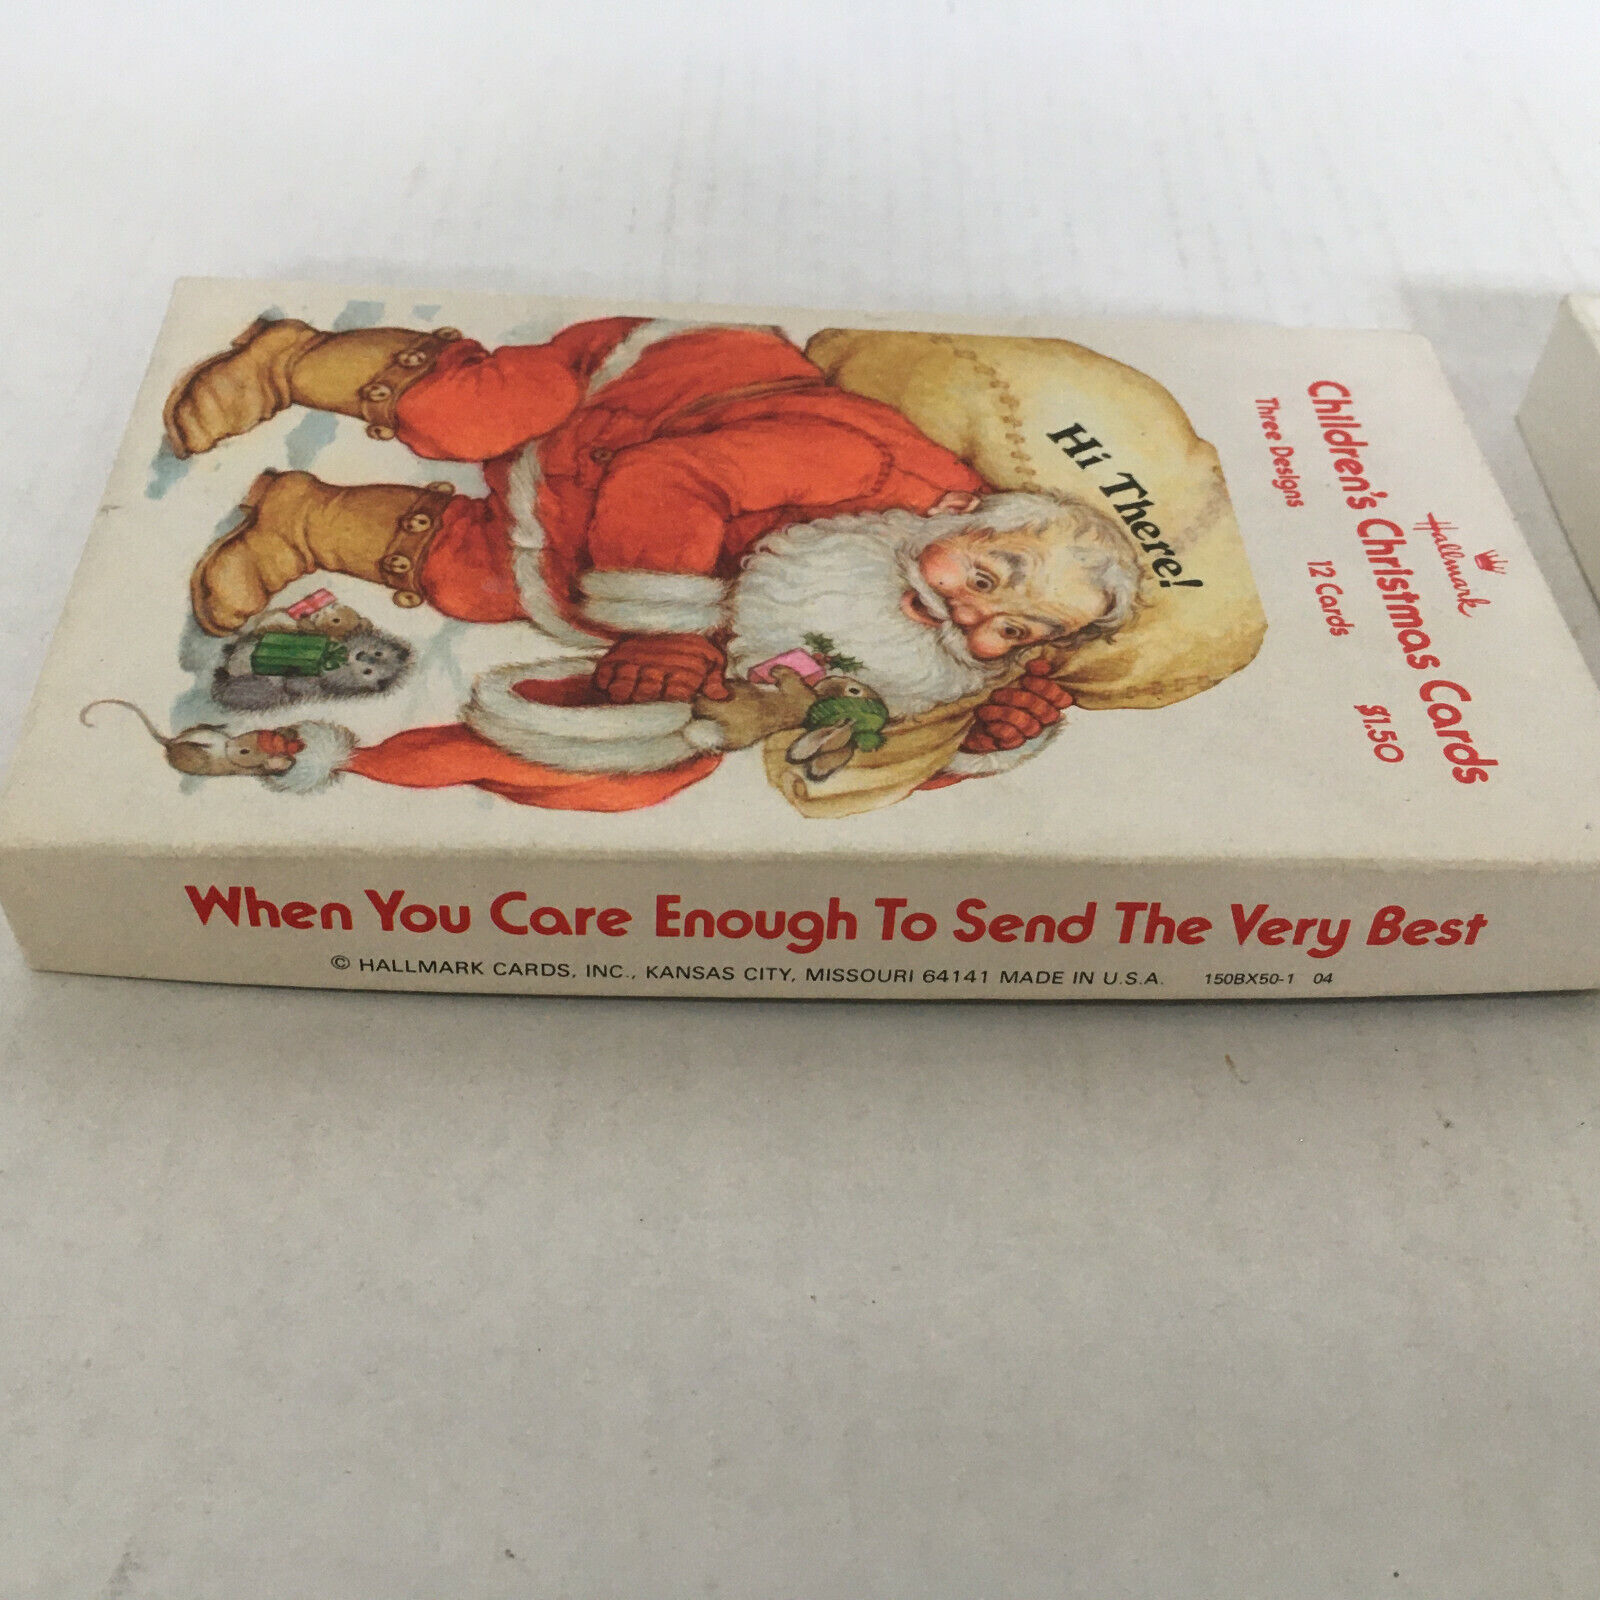 Hallmark
Children's Christmas Cards
Three Designs 12 Cards $1.50
Hi There!
When You Care Enough To Send The Very Best
© HALLMARK CARDS, INC., KANSAS CITY, MISSOURI 64141 MADE IN U.S.A. 150BX50-1 04